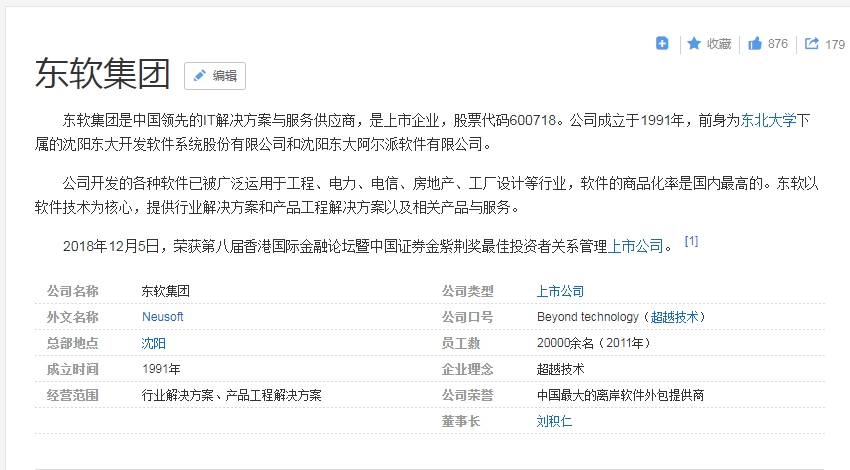 收藏 876 179
东软集团 编辑
东软集团是中国领先的IT解决方案与服务供应商，是上市企业，股票代码600718。公司成立于1991年，前身为东北大学下
属的沈阳东大开发软件系统股份有限公司和沈阳东大阿尔派软件有限公司。
公司开发的各种软件已被广泛运用于工程、电力、电信、房地产、工厂设计等行业，软件的商品化率是国内最高的。东软以
软件技术为核心，提供行业解决方案和产品工程解决方案以及相关产品与服务。
2018年12月5日，荣获第八届香港国际金融论坛暨中国证券金紫荆奖最佳投资者关系管理上市公司。 [1]
公司名称 东软集团 公司类型 上市公司
外文名称 Neusoft 公司口号 Beyond technology（超越技术）
总部地点 沈阳 员工数 20000余名（2011年）
成立时间 1991年 企业理念 超越技术
经营范围 行业解决方案、产品工程解决方案 公司荣誉 中国最大的离岸软件外包提供商
董事长 刘积仁